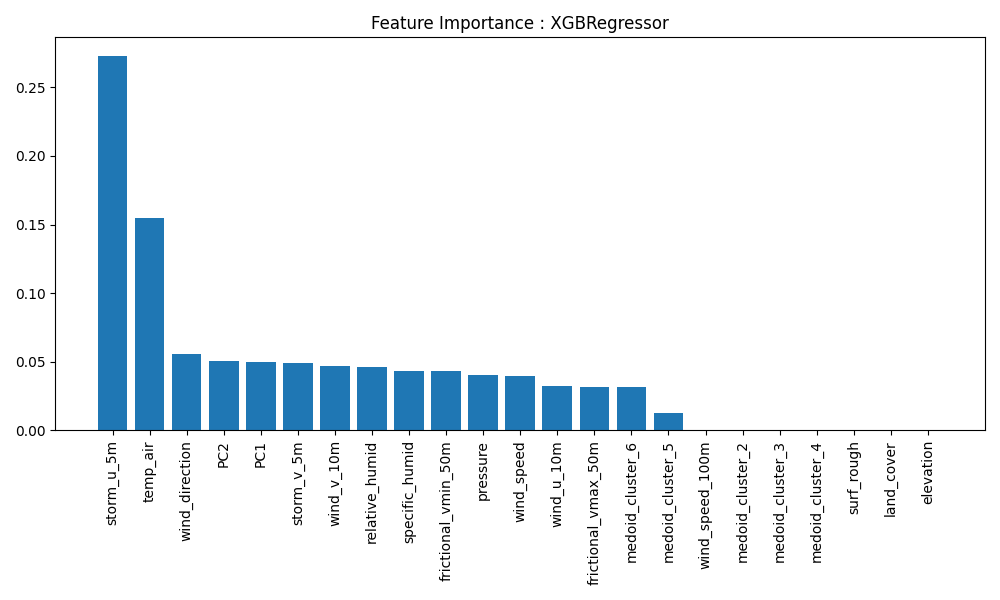 Feature Importance : XGBRegressor
0.25
0.20
0.15
0.10
0.05
0.00
storm_u_5m
temp_air
wind_direction
PC2
PC1
storm_v_5m
wind_v_10m
relative_humid
specific_humid
frictional_vmin_50m
pressure
wind_speed
wind_u_10m
frictional_vmax_50m
medoid_cluster_6
medoid_cluster_5
wind_speed_100m
medoid_cluster_2
medoid_cluster_3
medoid_cluster_4
surf_rough
land_cover
elevation